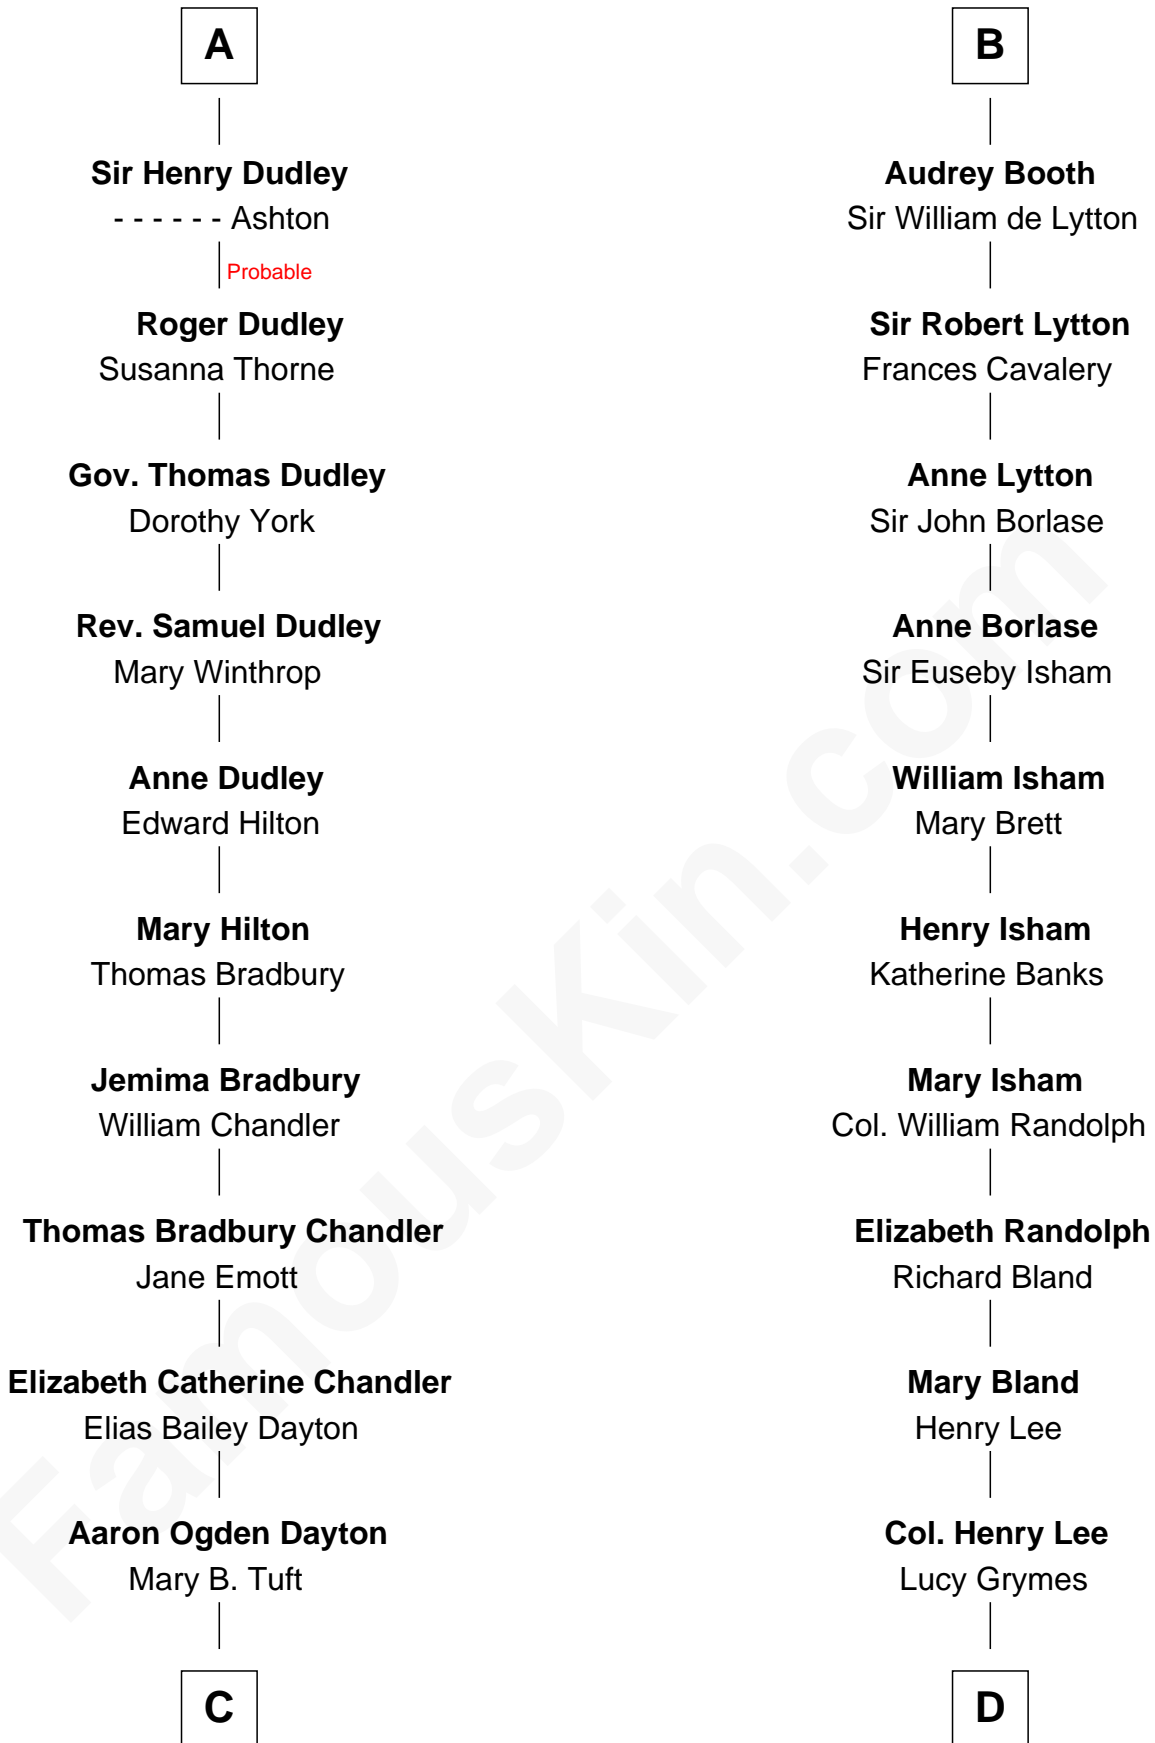 A
Sir Henry Dudley
- - - - - - Ashton
Probable
Roger Dudley
Susanna Thorne
Gov. Thomas Dudley
Dorothy York
Rev. Samuel Dudley
Mary Winthrop
Anne Dudley
Edward Hilton
Mary Hilton
Thomas Bradbury
Jemima Bradbury
William Chandler
Thomas Bradbury Chandler
Jane Emott
Elizabeth Catherine Chandler
Elias Bailey Dayton
Aaron Ogden Dayton
Mary B. Tuft
C
B
Audrey Booth
Sir William de Lytton
Sir Robert Lytton
Frances Cavalery
Anne Lytton
Sir John Borlase
Anne Borlase
Sir Euseby Isham
William Isham
Mary Brett
Henry Isham
Katherine Banks
Mary Isham
Col. William Randolph
Elizabeth Randolph
Richard Bland
Mary Bland
Henry Lee
Col. Henry Lee
Lucy Grymes
D
FamousKin.com